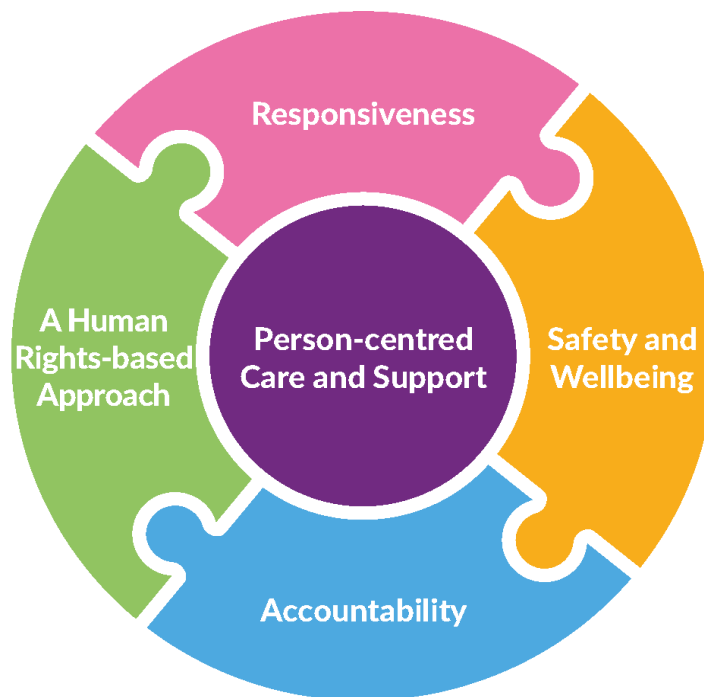 Responsiveness
A Human
Rights-based
Approach
Person-centred
Care and Support
Safety and
Wellbeing
Accountability